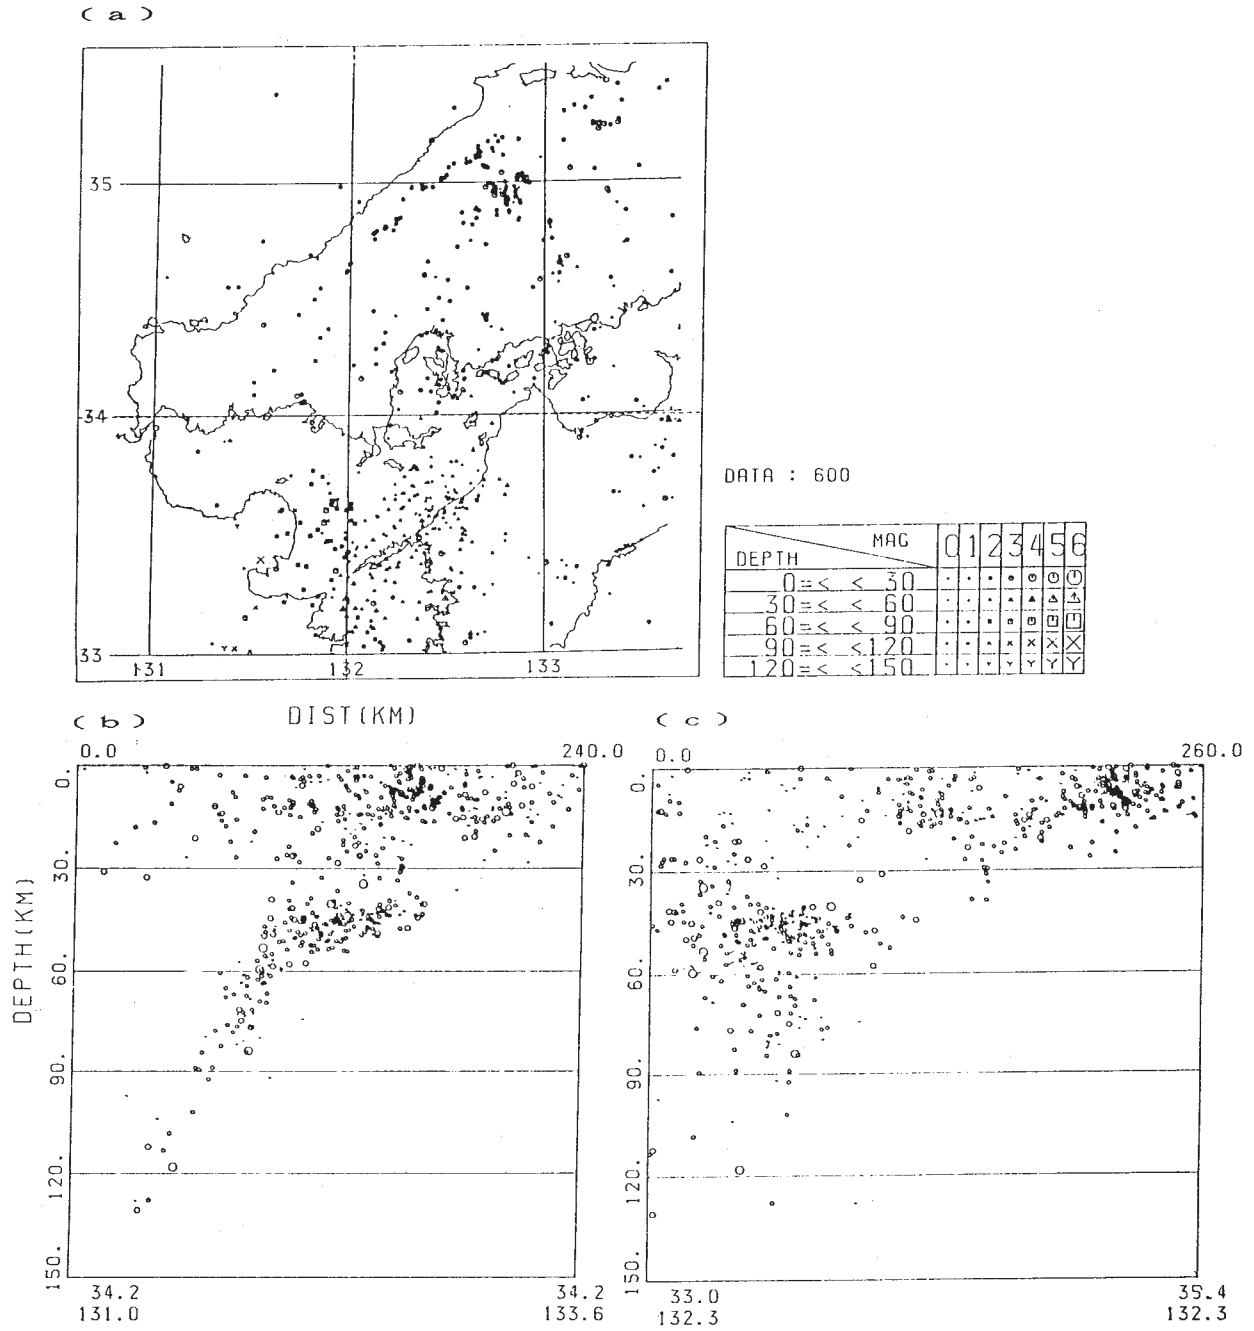 ( a )
35
34
33
131
132
133
DATA : 600
MAG 0 1 2 3 4 5 6
DEPTH
0=< < 30
30=< < 60
60=< < 90
90=< <120
120=< <150
( b )
DIST(KM)
( c )
0.0 240.0
0.0 260.0
DEPTH(KM)
0.
30.
60.
90.
120.
150.
0.
30.
60.
90.
120.
150.
34.2 34.2
131.0 133.6
33.0 35.4
132.3 132.3